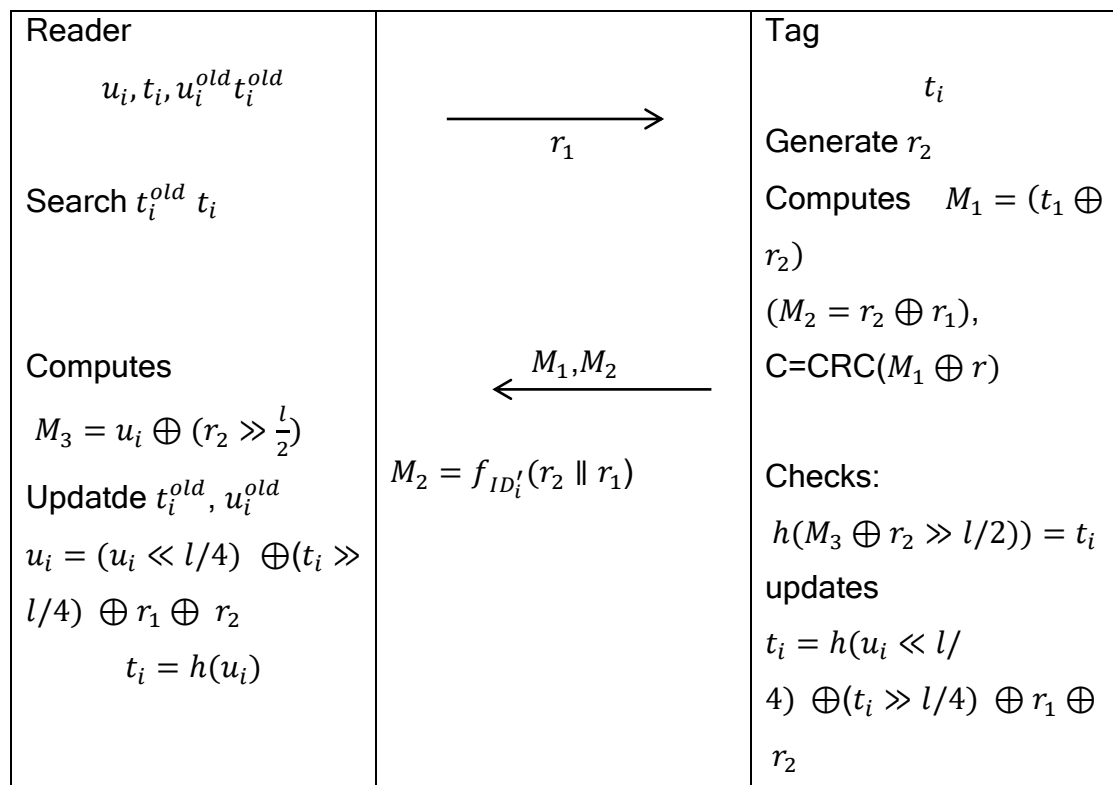 Reader
u_i, t_i, u_i^{old}t_i^{old}
Search t_i^{old} t_i
Computes
M_3 = u_i ⊕ (r_2 ≫ \frac{l}{2})
Updatde t_i^{old}, u_i^{old}
u_i = (u_i ≪ l/4) ⊕(t_i ≫
l/4) ⊕ r_1 ⊕ r_2
t_i = h(u_i)
r_1
M_1,M_2
M_2 = f_{ID_i'}(r_2 ∥ r_1)
Tag
t_i
Generate r_2
Computes M_1 = (t_1 ⊕
r_2)
(M_2 = r_2 ⊕ r_1),
C=CRC(M_1 ⊕ r)
Checks:
h(M_3 ⊕ r_2 ≫ l/2)) = t_i
updates
t_i = h(u_i ≪ l/
4) ⊕(t_i ≫ l/4) ⊕ r_1 ⊕
r_2